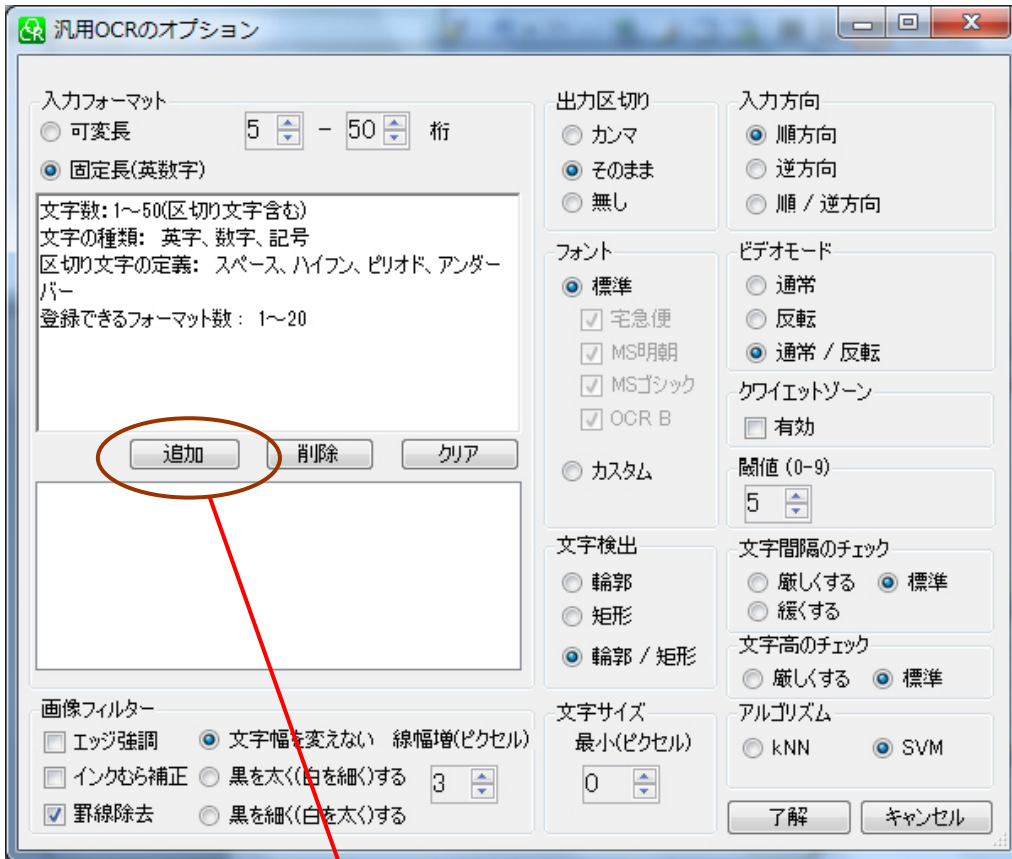 汎用OCRのオプション
入力フォーマット
可変長 5 - 50 桁
固定長(英数字)
文字数:1～50(区切り文字含む)
文字の種類: 英字、数字、記号
区切り文字の定義: スペース、ハイフン、ピリオド、アンダー
バー
登録できるフォーマット数: 1～20
追加 削除 クリア
画像フィルター
エッジ強調 文字幅を変えない 線幅増(ピクセル)
インクむら補正 黒を太く(白を細く)する 3
罫線除去 黒を細く(白を太く)する
出力区切り
カンマ
そのまま
無し
フォント
標準
宅急便
MS明朝
MSゴシック
OCR B
カスタム
文字検出
輪郭
矩形
輪郭 / 矩形
文字サイズ
最小(ピクセル)
0
入力方向
順方向
逆方向
順 / 逆方向
ビデオモード
通常
反転
通常 / 反転
クワイエットゾーン
有効
閾値 (0-9)
5
文字間隔のチェック
厳しくする 標準
緩くする
文字高のチェック
厳しくする 標準
アルゴリズム
kNN SVM
了解 キャンセル